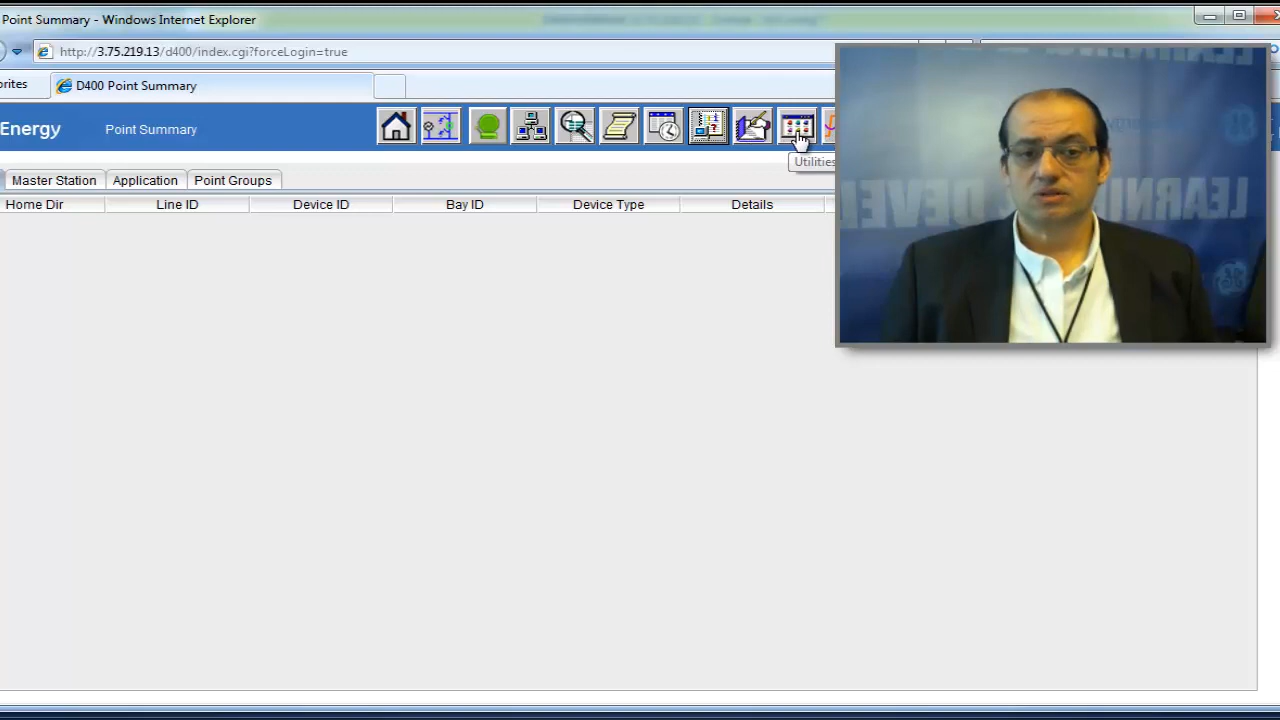 Point Summary - Windows Internet Explorer
http://3.75.219.13/d400/index.cgi?forceLogin=true
orites
D400 Point Summary
Energy
Point Summary
Utilities
Master Station
Application
Point Groups
Home Dir
Line ID
Device ID
Bay ID
Device Type
Details